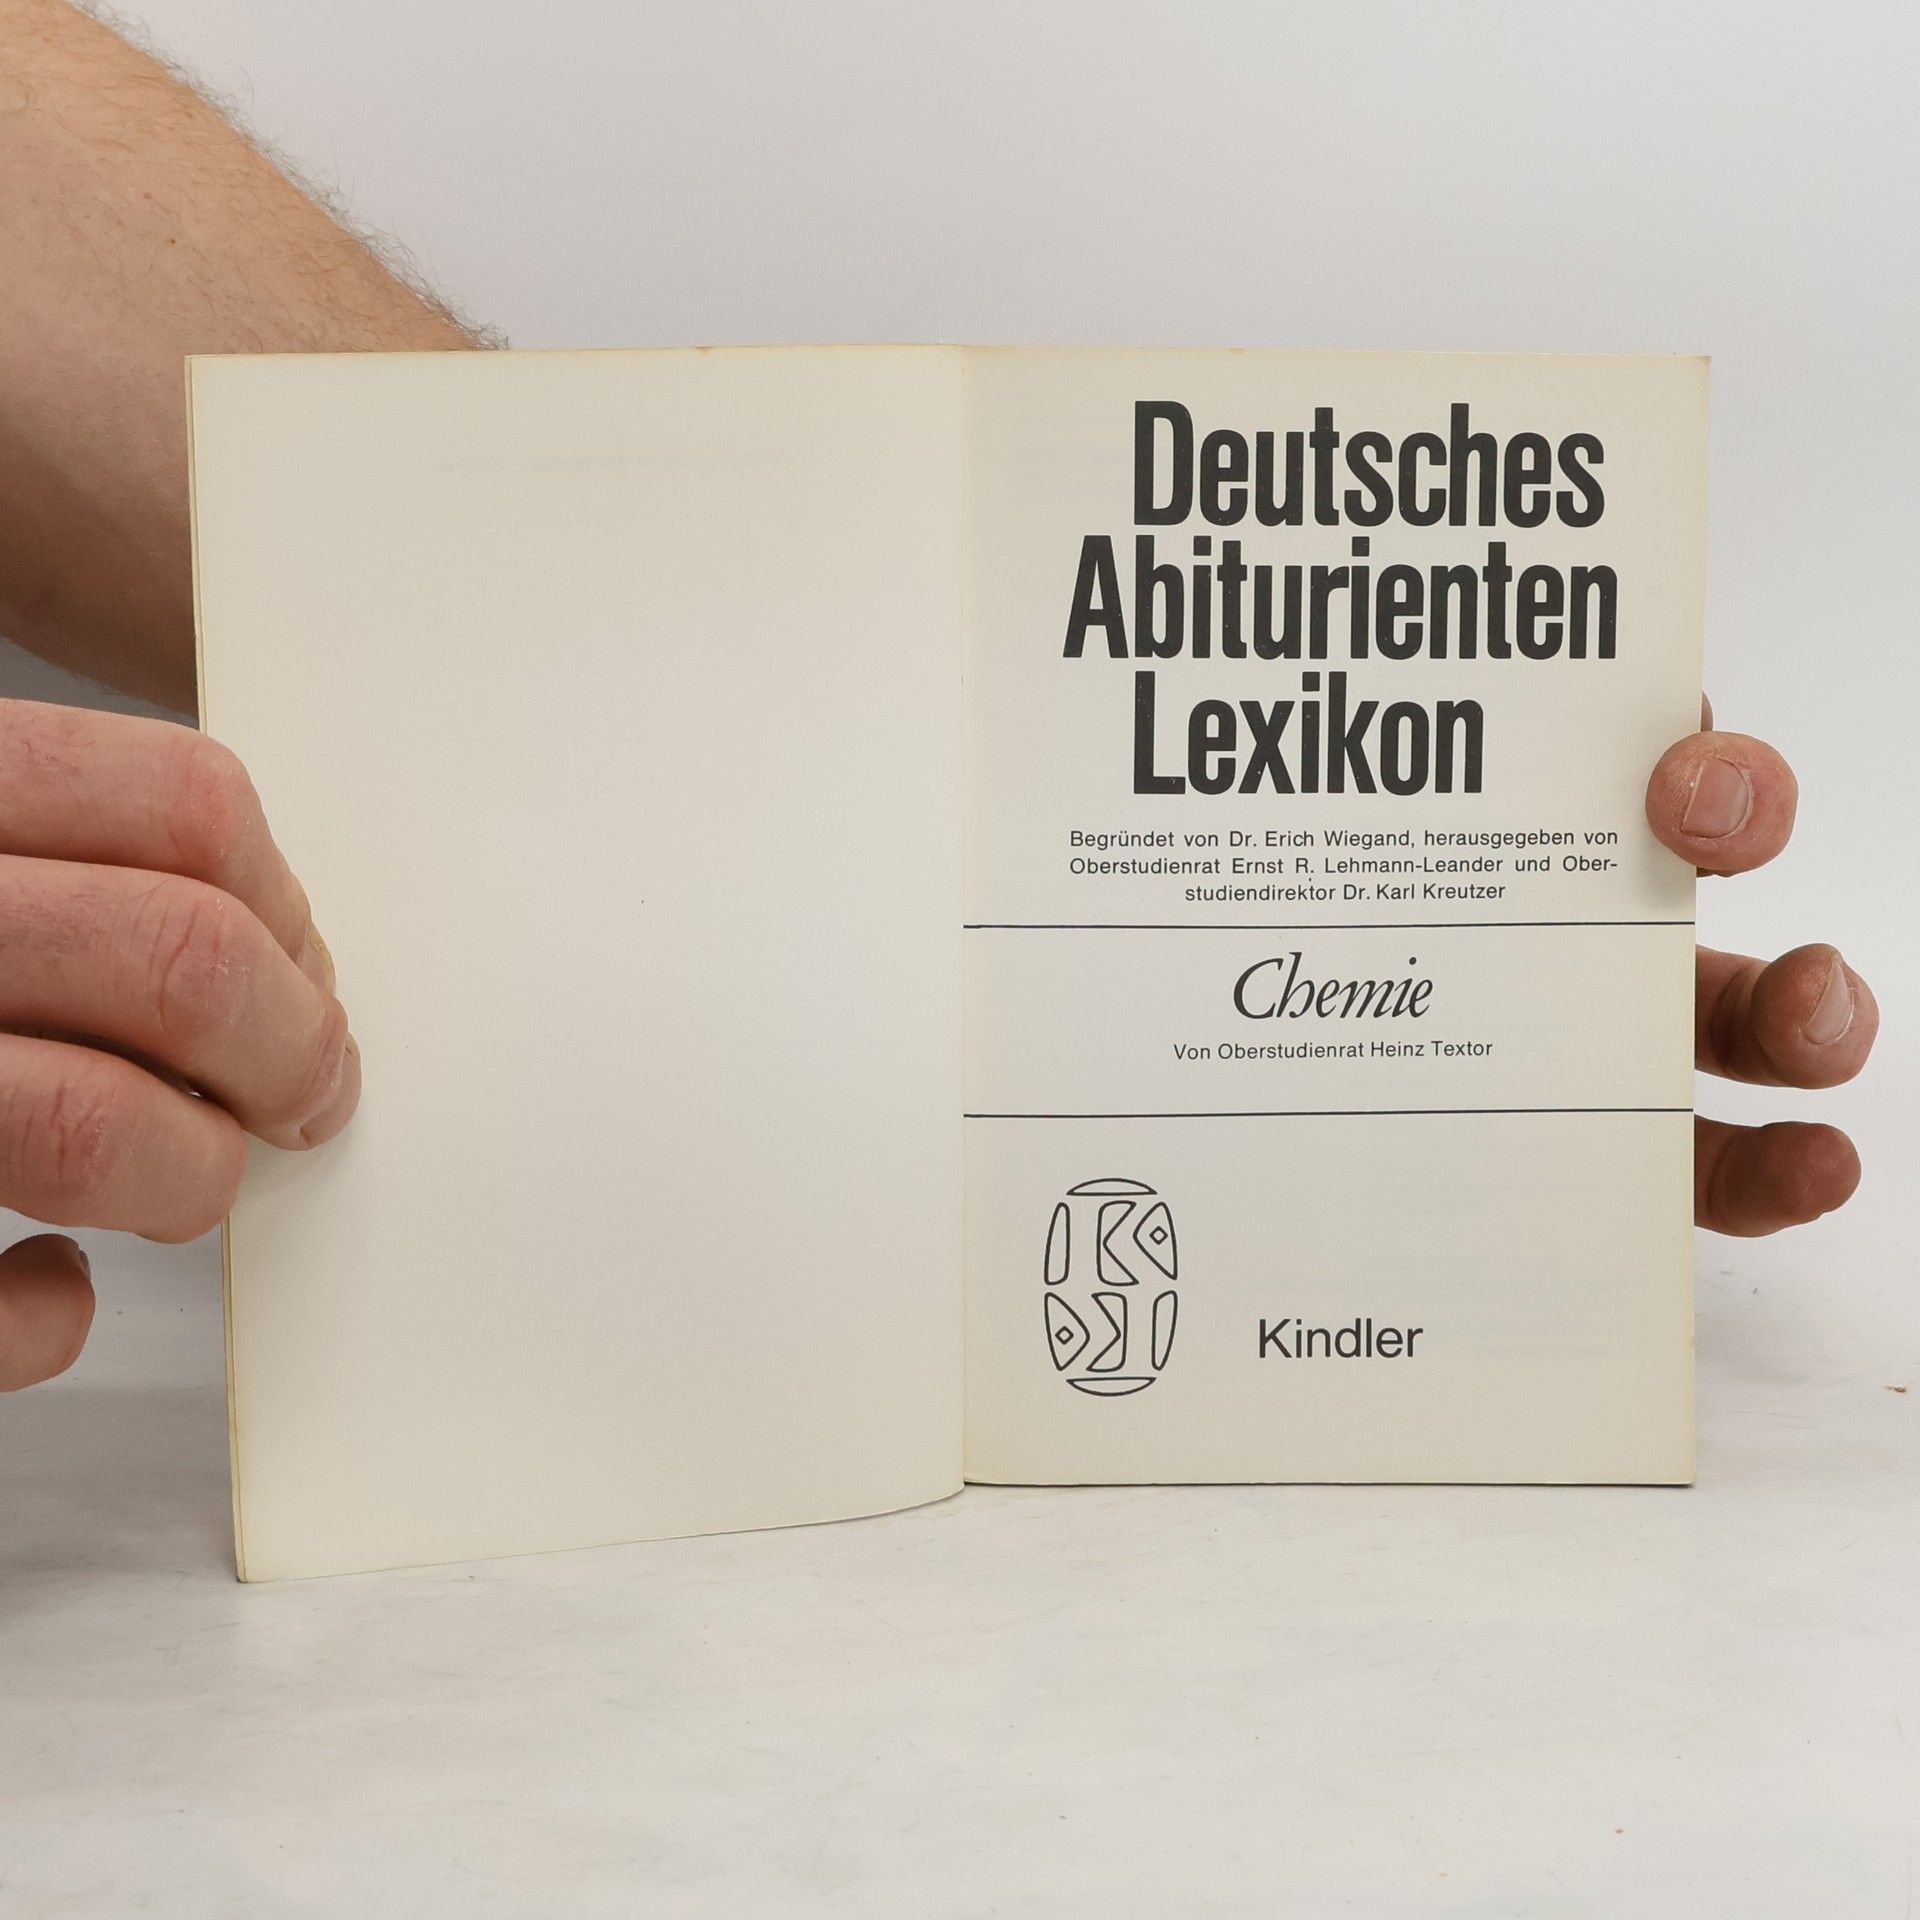 Deutsches
Abiturienten
Lexikon
Begründet von Dr. Erich Wiegand, herausgegeben von
Oberstudienrat Ernst R. Lehmann-Leander und Ober-
studiendirektor Dr. Karl Kreutzer
Chemie
Von Oberstudienrat Heinz Textor
Kindler